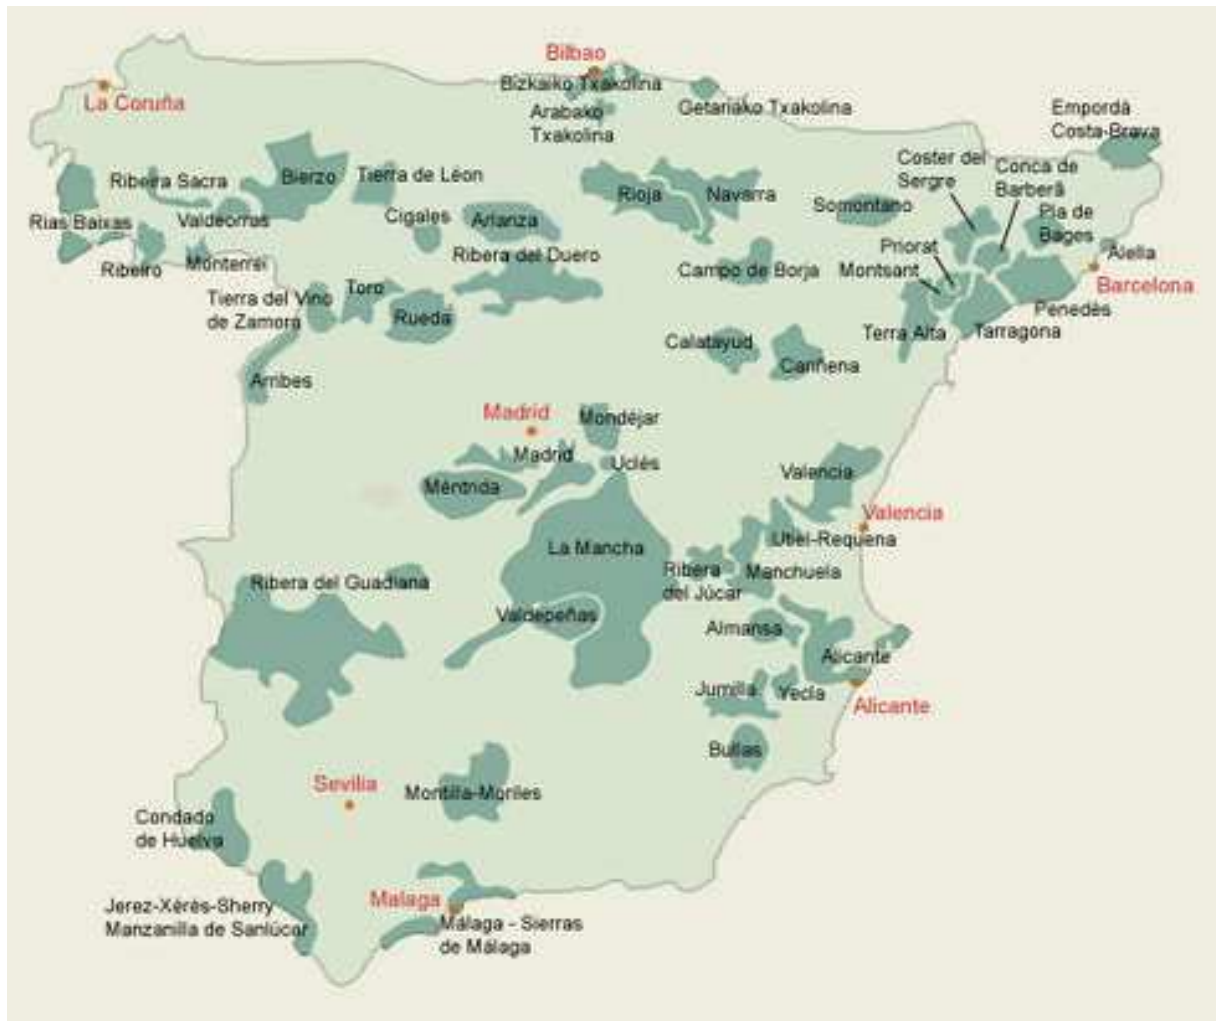 Bilbao
Bizkaiko Txakolina
La Coruña
Getariako Txakolina
Arabako
Txakolina
Empordà
Costa-Brava
Coster del
Sergre
Conca de
Barberà
Ribeira Sacra
Bierzo
Tierra de Léon
Rioja
Navarra
Somontano
Rias Baixas
Valdeorras
Cigales
Arlanza
Pla de
Bages
Ribeiro
Monterrei
Ribera del Duero
Campo de Borja
Priorat
Montsant
Alella
Barcelona
Tierra del Vino
de Zamora
Toro
Rueda
Penedès
Calatayud
Cariñena
Terra Alta
Tarragona
Arribes
Madrid
Mondéjar
Madrid
Uclés
Méntrida
Valencia
Valencia
La Mancha
Utiel-Requena
Ribera del Guadiana
Ribera
del Júcar
Manchuela
Valdepeñas
Almansa
Alicante
Jumilla
Yecla
Alicante
Bullas
Sevilla
Montilla-Moriles
Condado
de Huelva
Malaga
Jerez-Xérès-Sherry
Manzanilla de Sanlúcar
Málaga - Sierras
de Málaga